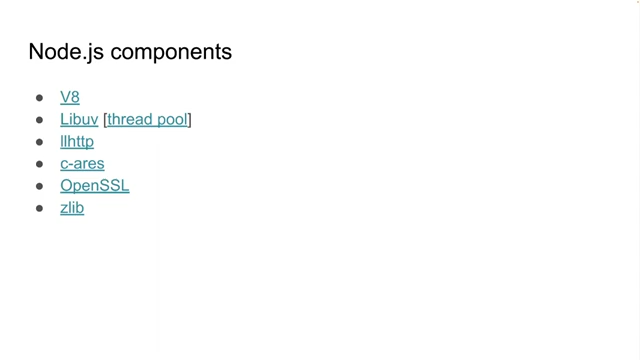 Node.js components
● V8
● Libuv [thread pool]
● llhttp
● c-ares
● OpenSSL
● zlib